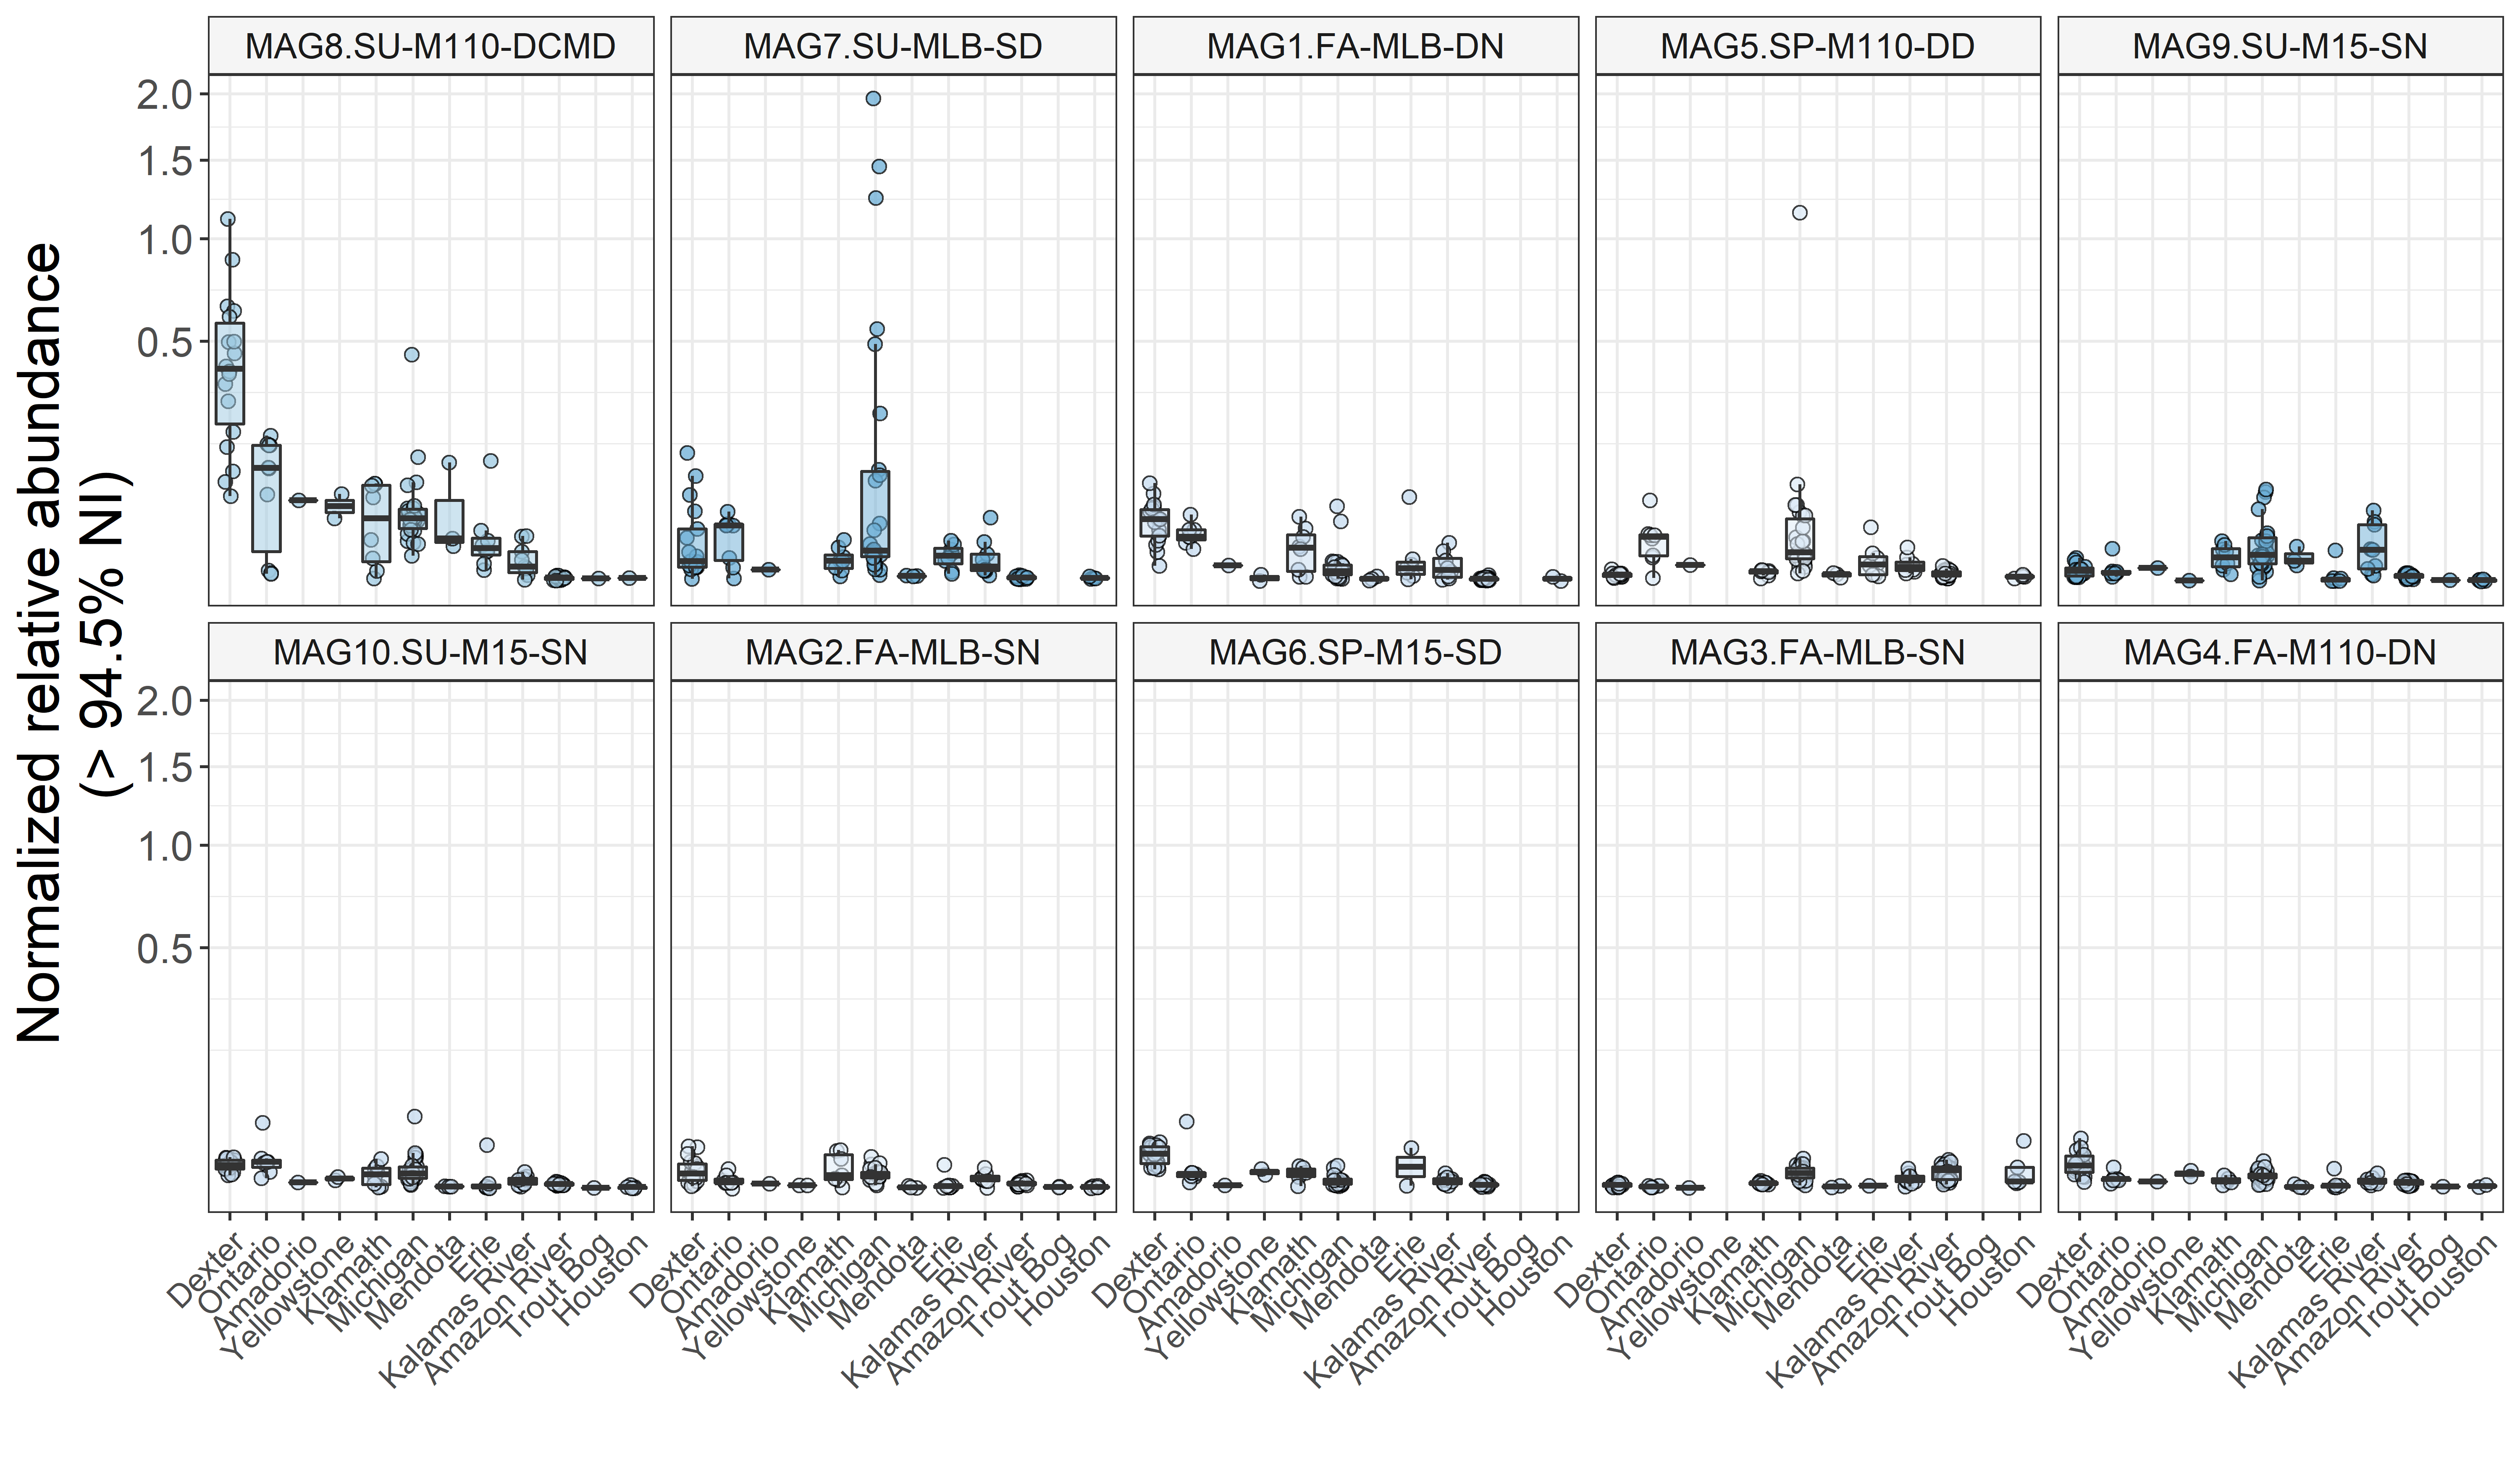 Normalized relative abundance
(> 94.5% NI)
MAG8.SU-M110-DCMD MAG7.SU-MLB-SD MAG1.FA-MLB-DN MAG5.SP-M110-DD MAG9.SU-M15-SN
2.0
1.5
1.0
0.5
MAG10.SU-M15-SN MAG2.FA-MLB-SN MAG6.SP-M15-SD MAG3.FA-MLB-SN MAG4.FA-M110-DN
2.0
1.5
1.0
0.5
Dexter Ontario Amadorio Yellowstone Klamath Michigan Mendota Erie Kalamas River Amazon River Trout Bog Houston
Dexter Ontario Amadorio Yellowstone Klamath Michigan Mendota Erie Kalamas River Amazon River Trout Bog Houston
Dexter Ontario Amadorio Yellowstone Klamath Michigan Mendota Erie Kalamas River Amazon River Trout Bog Houston
Dexter Ontario Amadorio Yellowstone Klamath Michigan Mendota Erie Kalamas River Amazon River Trout Bog Houston
Dexter Ontario Amadorio Yellowstone Klamath Michigan Mendota Erie Kalamas River Amazon River Trout Bog Houston